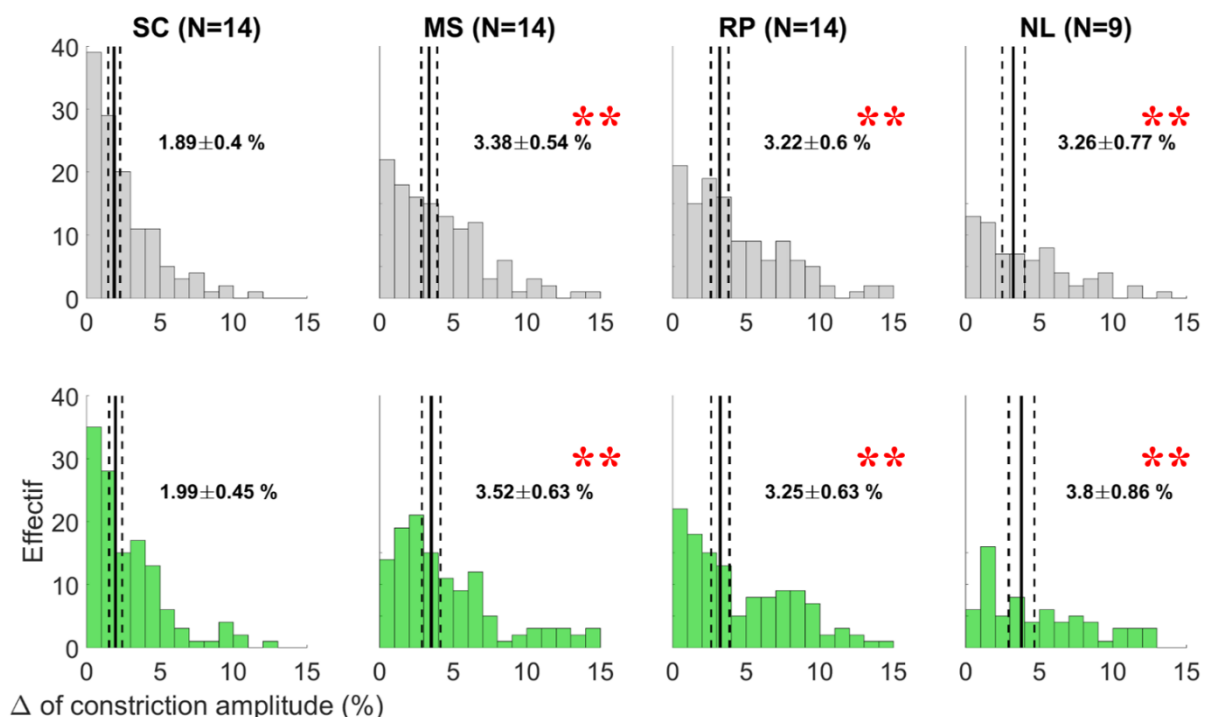 SC (N=14) MS (N=14) RP (N=14) NL (N=9)
40
30
20
10
0
1.89±0.4 % 3.38±0.54 % 3.22±0.6 % 3.26±0.77 %
** ** **
0 5 10 15 0 5 10 15 0 5 10 15 0 5 10 15
40
30
20
10
0
Effectif
** ** **
1.99±0.45 % 3.52±0.63 % 3.25±0.63 % 3.8±0.86 %
0 5 10 15 0 5 10 15 0 5 10 15 0 5 10 15
Δ of constriction amplitude (%)